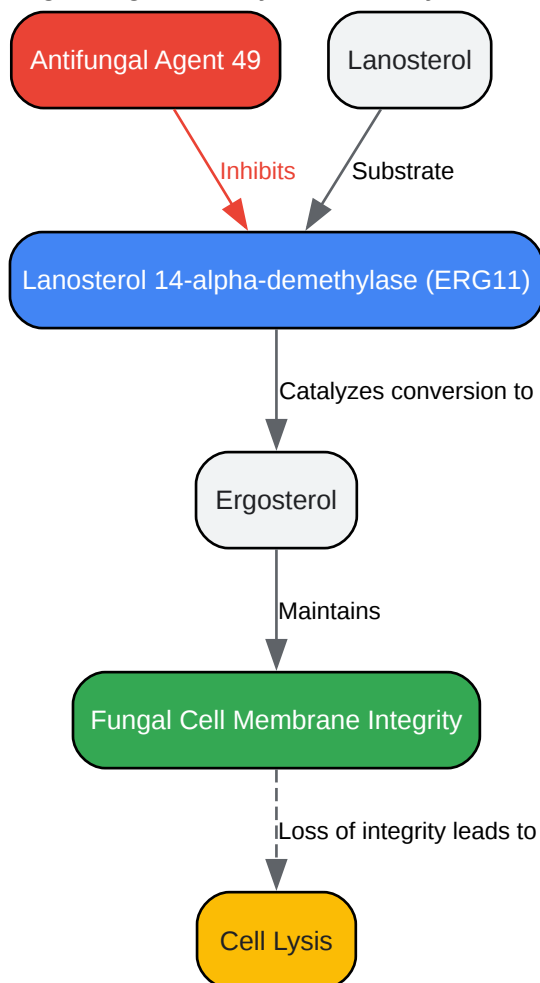 Antifungal Agent 49
Lanosterol
Inhibits
Substrate
Lanosterol 14-alpha-demethylase (ERG11)
Catalyzes conversion to
Ergosterol
Maintains
Fungal Cell Membrane Integrity
Loss of integrity leads to
Cell Lysis